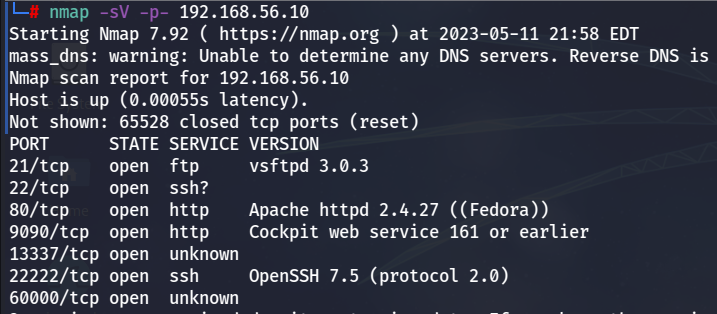 └─# nmap -sV -p- 192.168.56.10
Starting Nmap 7.92 ( https://nmap.org ) at 2023-05-11 21:58 EDT
mass_dns: warning: Unable to determine any DNS servers. Reverse DNS is
Nmap scan report for 192.168.56.10
Host is up (0.00055s latency).
Not shown: 65528 closed tcp ports (reset)
PORT      STATE SERVICE VERSION
21/tcp    open  ftp     vsftpd 3.0.3
22/tcp    open  ssh?
80/tcp    open  http    Apache httpd 2.4.27 ((Fedora))
9090/tcp  open  http    Cockpit web service 161 or earlier
13337/tcp open  unknown
22222/tcp open  ssh     OpenSSH 7.5 (protocol 2.0)
60000/tcp open  unknown